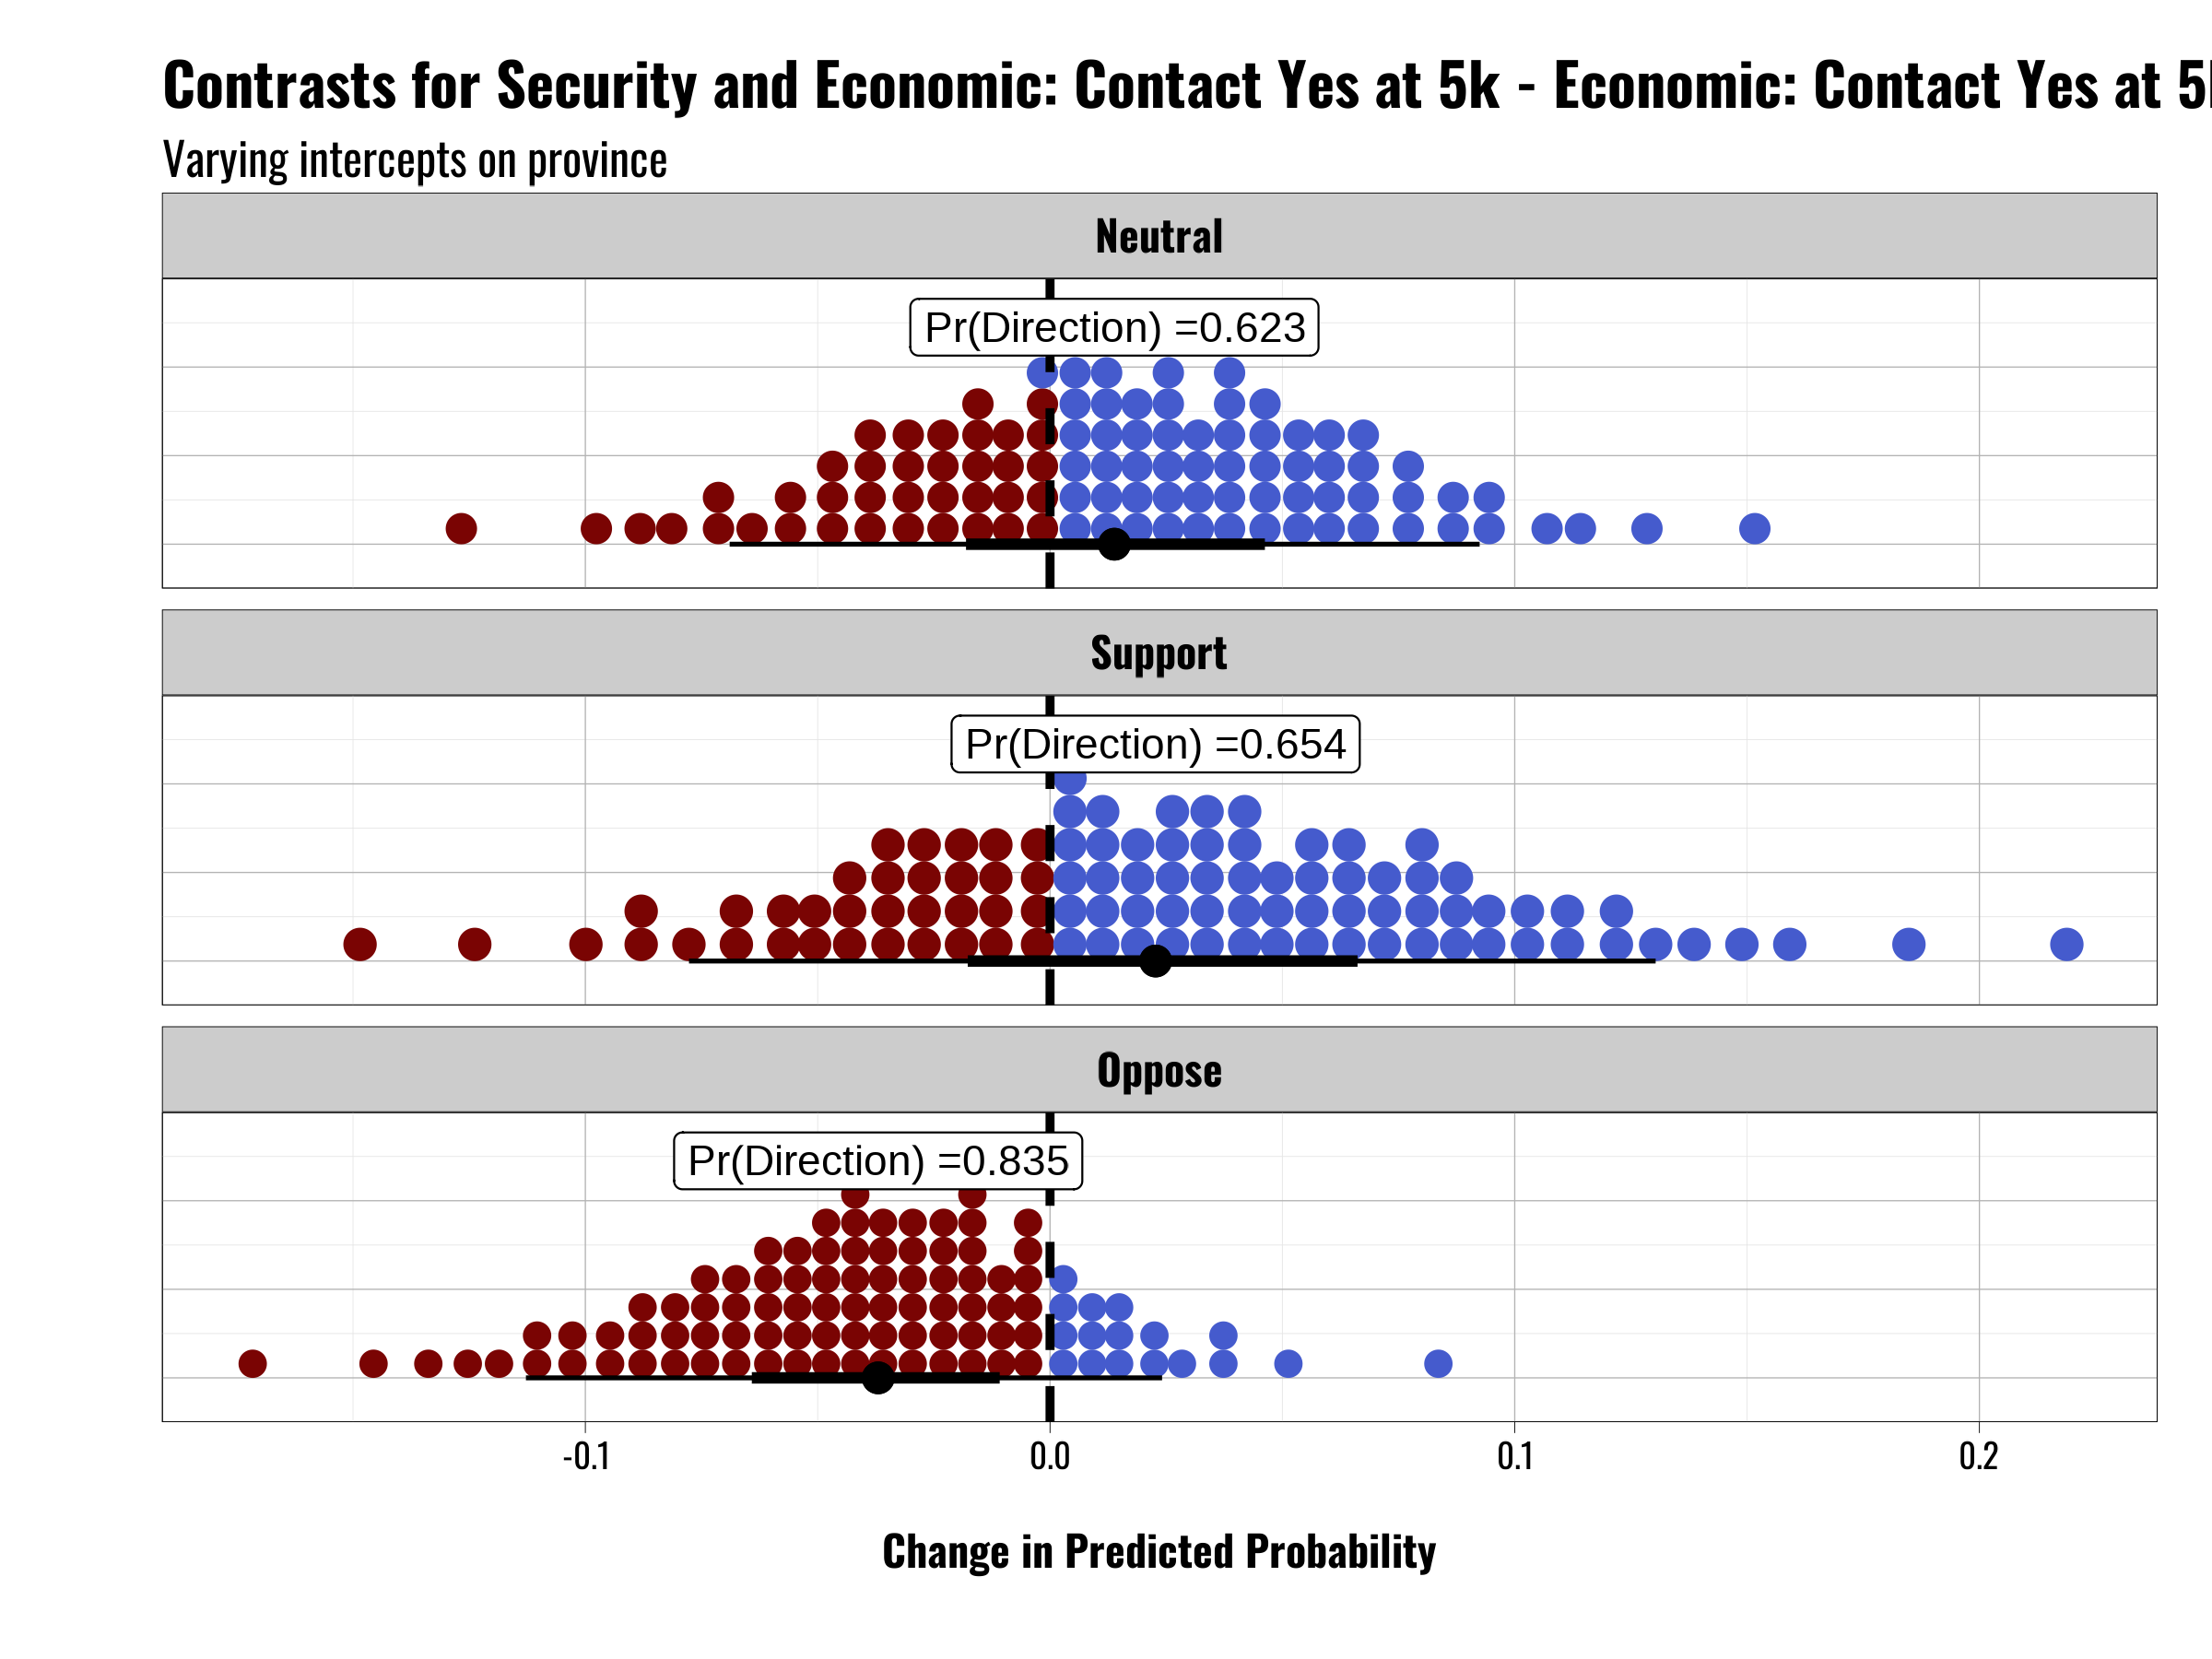 Contrasts for Security and Economic: Contact Yes at 5k - Economic: Contact Yes at
Varying intercepts on province
Neutral
Pr(Direction) =0.623
Support
Pr(Direction) =0.654
Oppose
Pr(Direction) =0.835
-0.1 0.0 0.1 0.2
Change in Predicted Probability